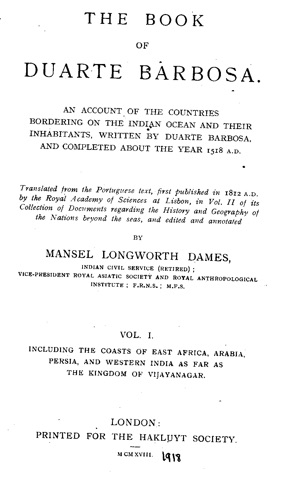 THE BOOK
OF
DUARTE BARBOSA.
AN ACCOUNT OF THE COUNTRIES
BORDERING ON THE INDIAN OCEAN AND THEIR
INHABITANTS, WRITTEN BY DUARTE BARBOSA,
AND COMPLETED ABOUT THE YEAR 1518 A.D.
Translated from the Portuguese text, first published in 1812 A.D.
by the Royal Academy of Sciences at Lisbon, in Vol. II of its
Collection of Documents regarding the History and Geography of
the Nations beyond the seas, and edited and annotated
BY
MANSEL LONGWORTH DAMES,
INDIAN CIVIL SERVICE (RETIRED);
VICE-PRESIDENT ROYAL ASIATIC SOCIETY AND ROYAL ANTHROPOLOGICAL
INSTITUTE; F.R.N.S.; M.F.S.
VOL. I.
INCLUDING THE COASTS OF EAST AFRICA, ARABIA,
PERSIA, AND WESTERN INDIA AS FAR AS
THE KINGDOM OF VIJAYANAGAR.
LONDON:
PRINTED FOR THE HAKLUYT SOCIETY.
MCMXVIII. 1918